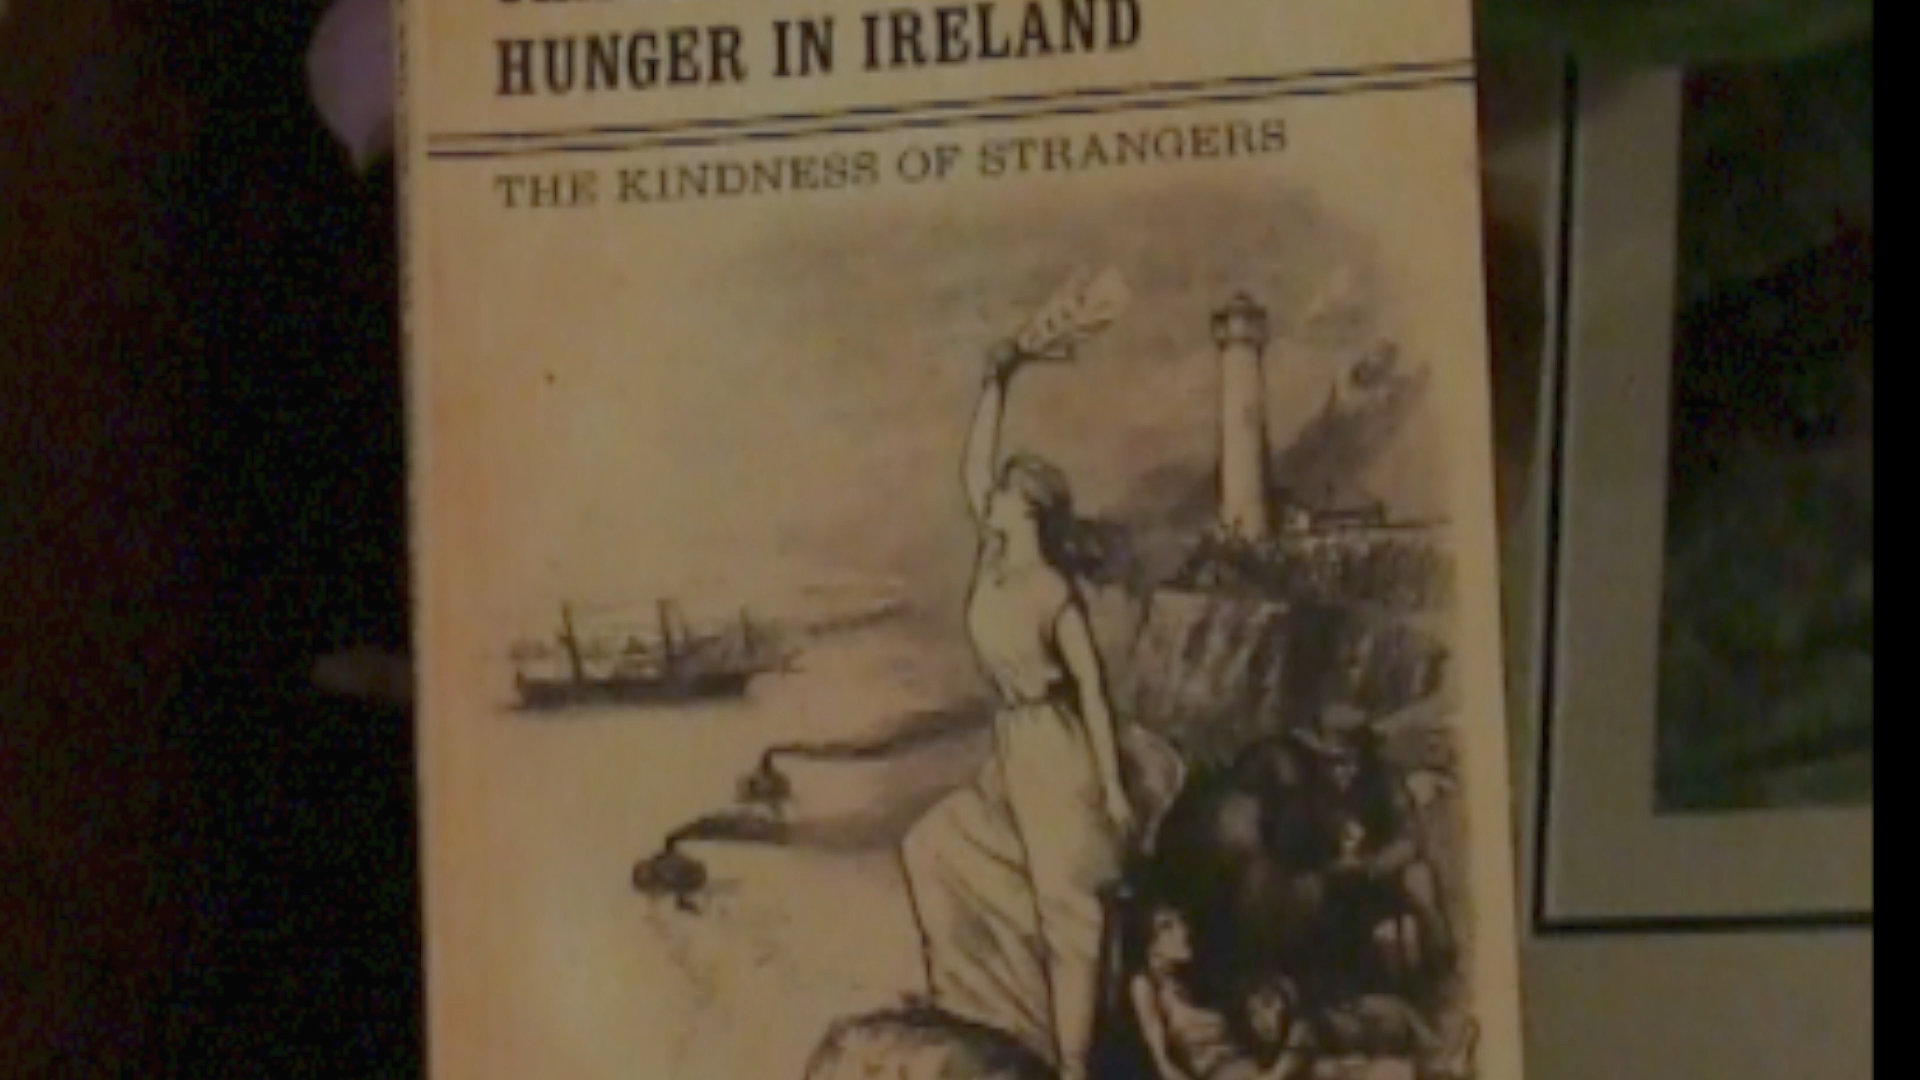 HUNGER IN IRELAND
THE KINDNESS OF STRANGERS